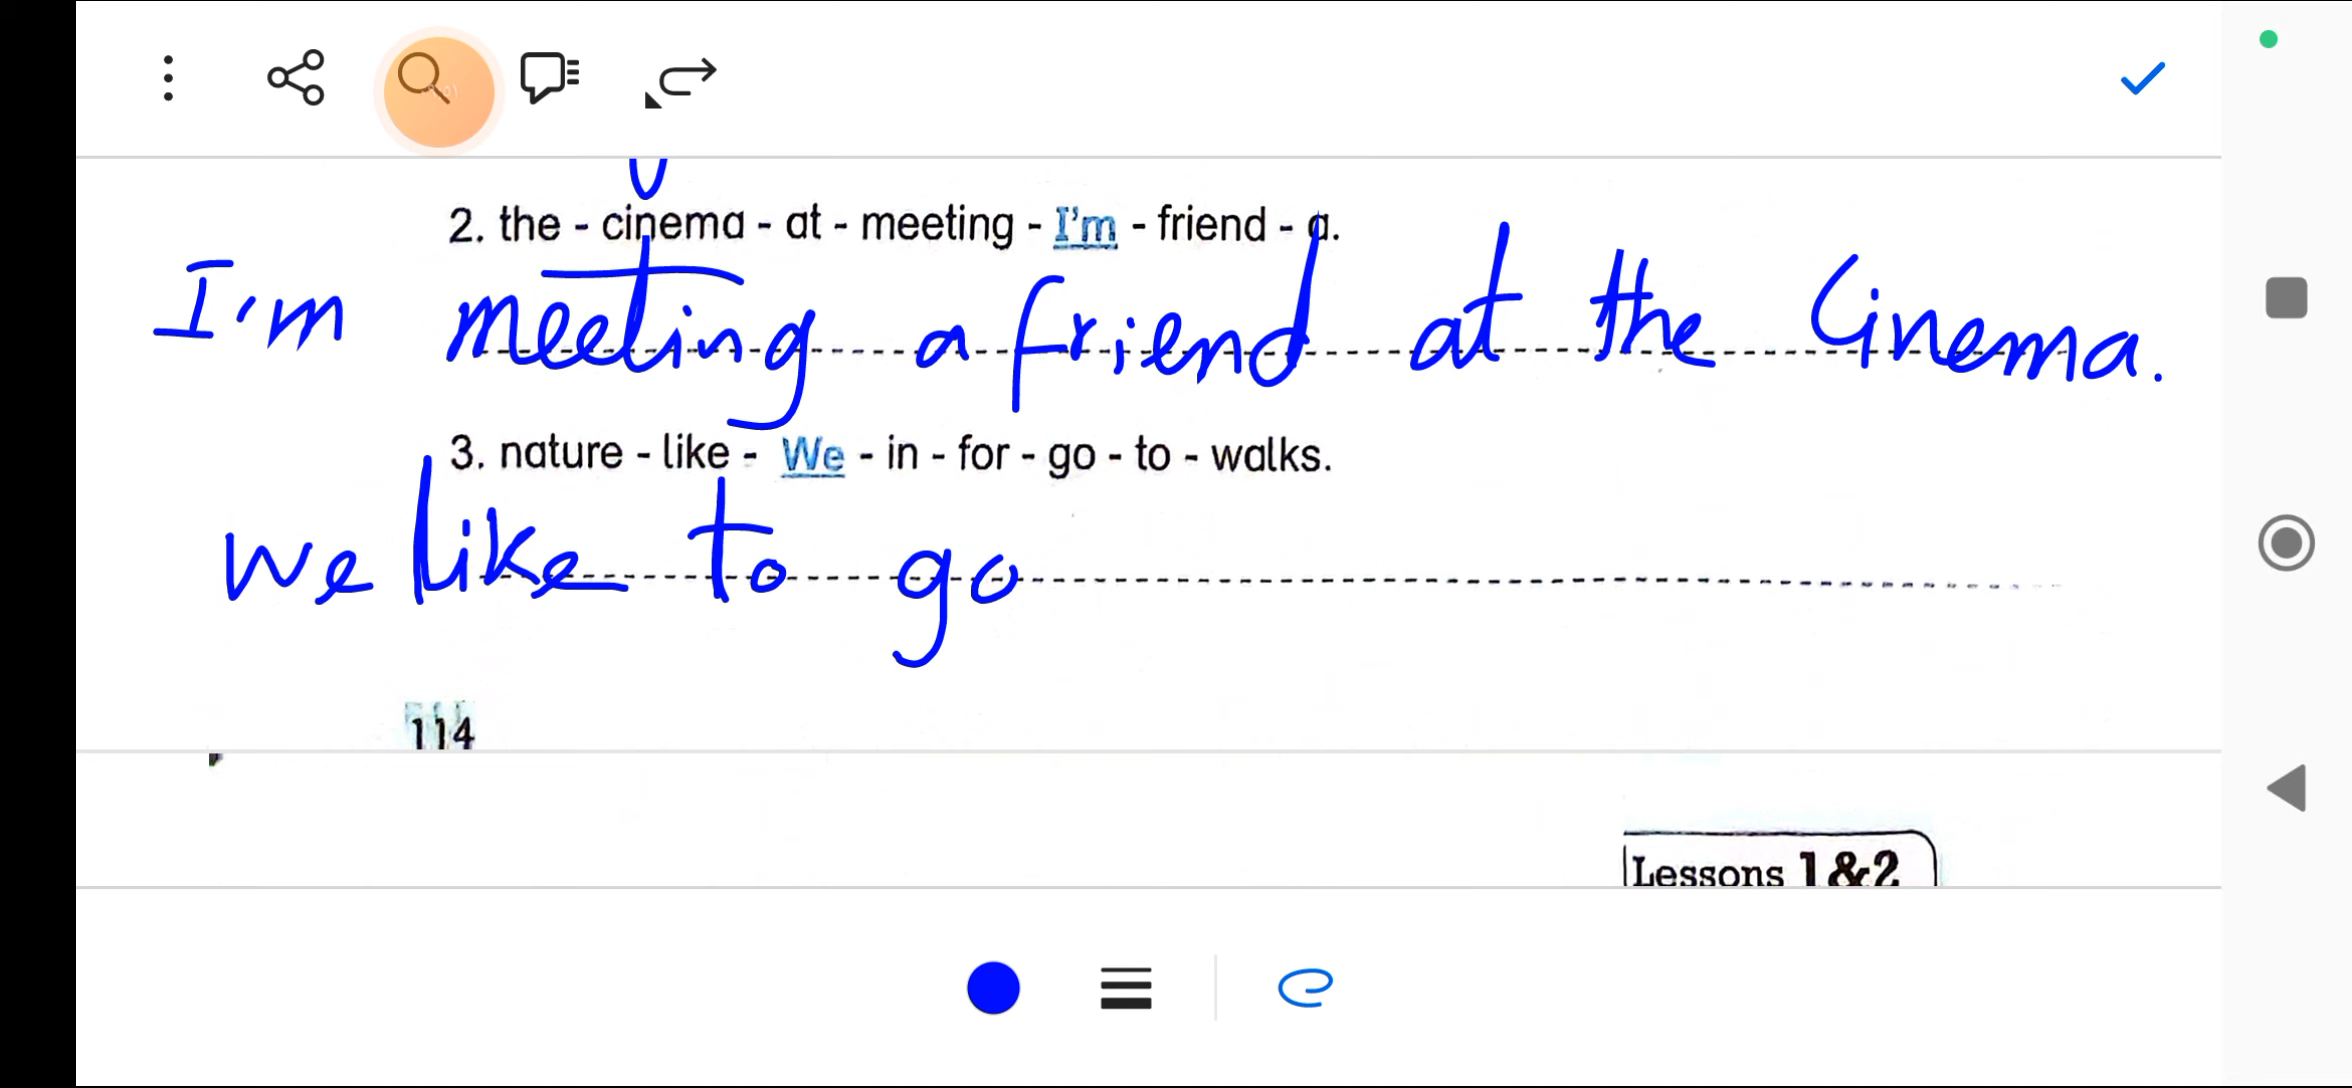 2. the - cinema - at - meeting - I'm - friend - a.
I'm meeting a friend at the Cinema.
3. nature - like - We - in - for - go - to - walks.
we like to go
114
Lessons 1&2